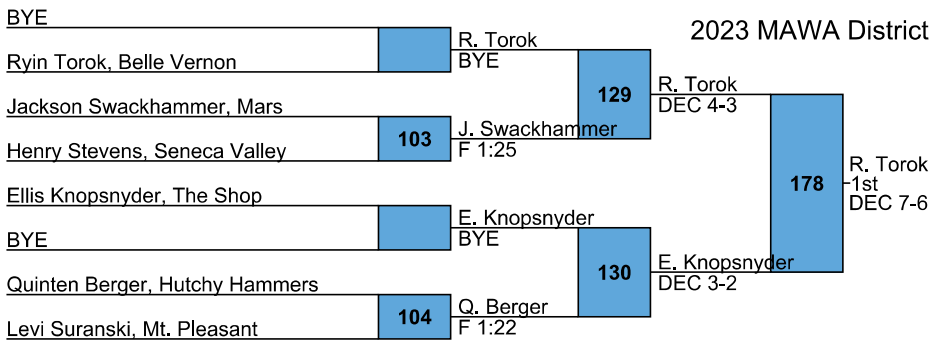 BYE
2023 MAWA District
Ryin Torok, Belle Vernon
R. Torok
BYE
Jackson Swackhammer, Mars
129
R. Torok
DEC 4-3
103
J. Swackhammer
F 1:25
Henry Stevens, Seneca Valley
178
R. Torok
1st
DEC 7-6
Ellis Knopsnyder, The Shop
E. Knopsnyder
BYE
BYE
130
E. Knopsnyder
DEC 3-2
Quinten Berger, Hutchy Hammers
104
Q. Berger
F 1:22
Levi Suranski, Mt. Pleasant